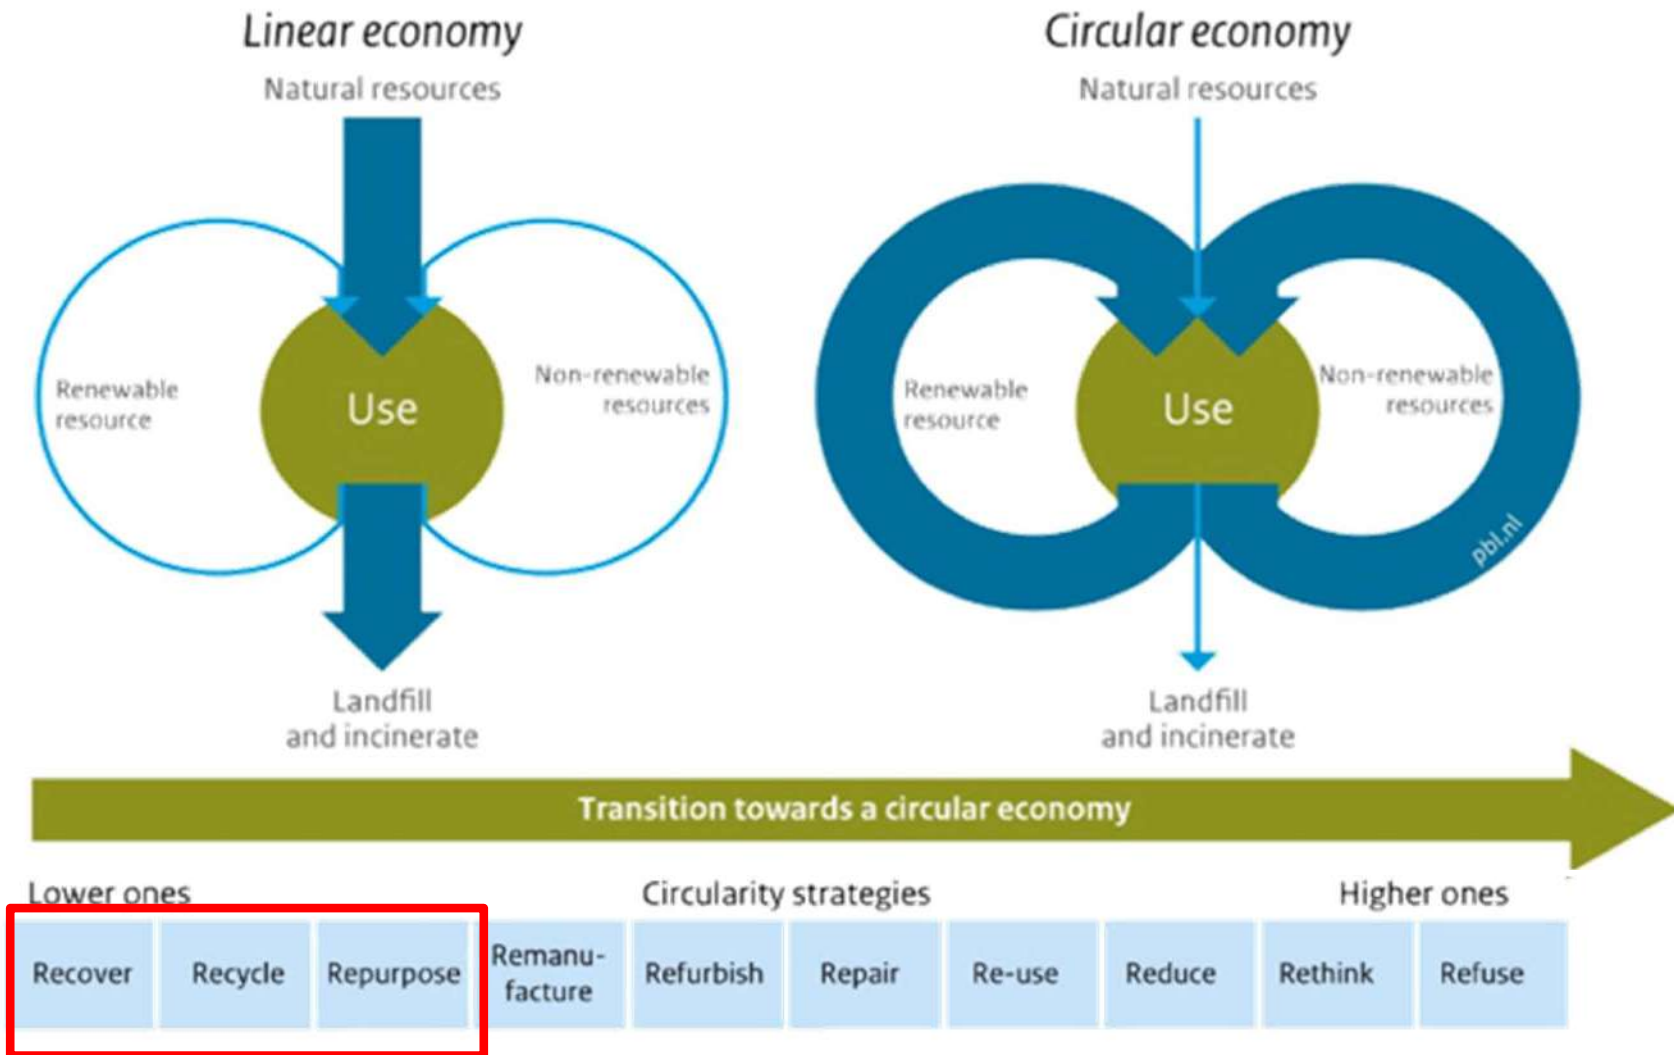 Linear economy
Natural resources
Renewable
resource
Use
Non-renewable
resources
Landfill
and incinerate
Circular economy
Natural resources
Renewable
resource
Use
Non-renewable
resources
pbl.nl
Landfill
and incinerate
Transition towards a circular economy
Lower ones
Circularity strategies
Higher ones
Recover
Recycle
Repurpose
Remanu-
facture
Refurbish
Repair
Re-use
Reduce
Rethink
Refuse